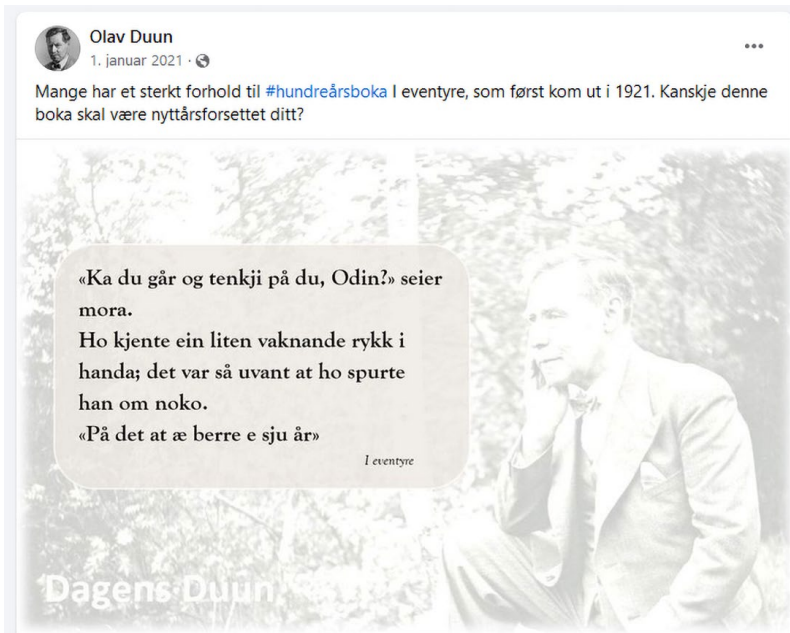 Olav Duun
1. januar 2021 ·
Mange har et sterkt forhold til #hundreårsboka I eventyre, som først kom ut i 1921. Kanskje denne
boka skal være nyttårsforsettet ditt?
«Ka du går og tenkji på du, Odin?» seier
mora.
Ho kjente ein liten vaknande rykk i
handa; det var så uvant at ho spurte
han om noko.
«På det at æ berre e sju år»
I eventyre
Dagens Duun